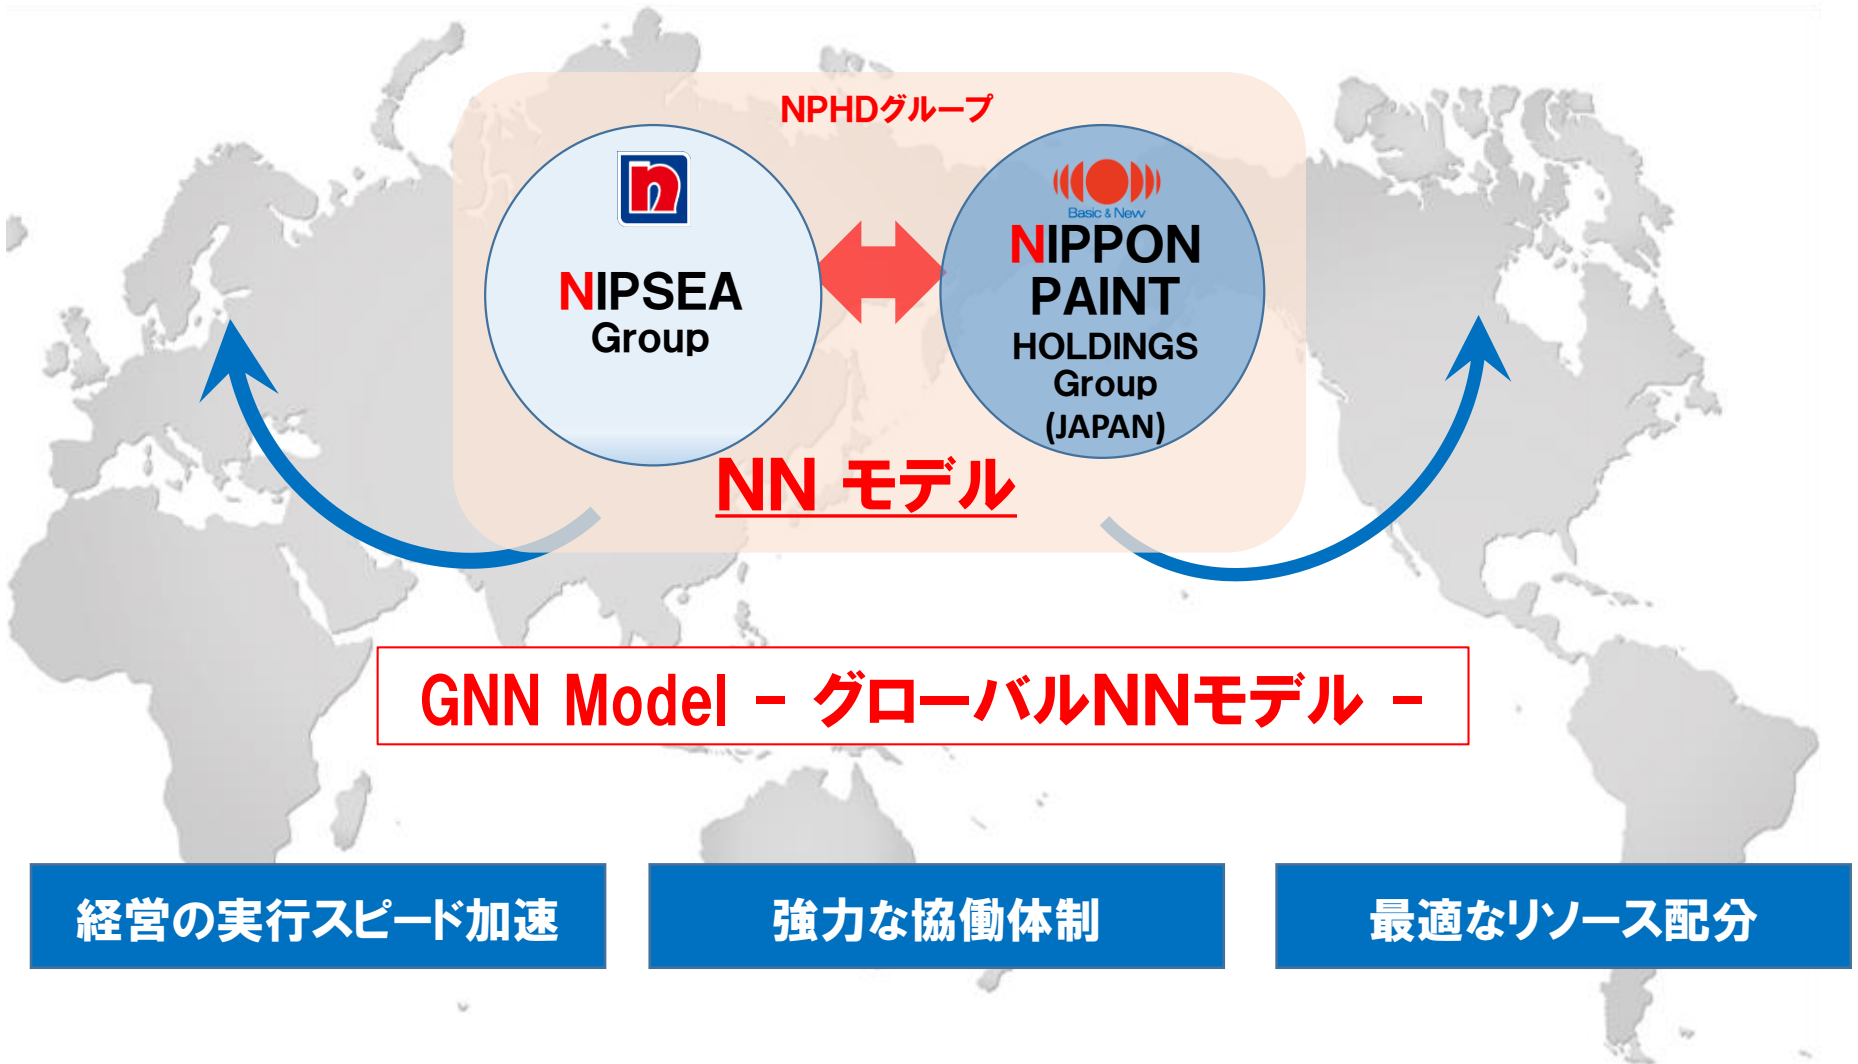 NPHDグループ
n
NIPSEA
Group
Basic & New
NIPPON
PAINT
HOLDINGS
Group
(JAPAN)
NN モデル
GNN Model － グローバルNNモデル －
経営の実行スピード加速
強力な協働体制
最適なリソース配分